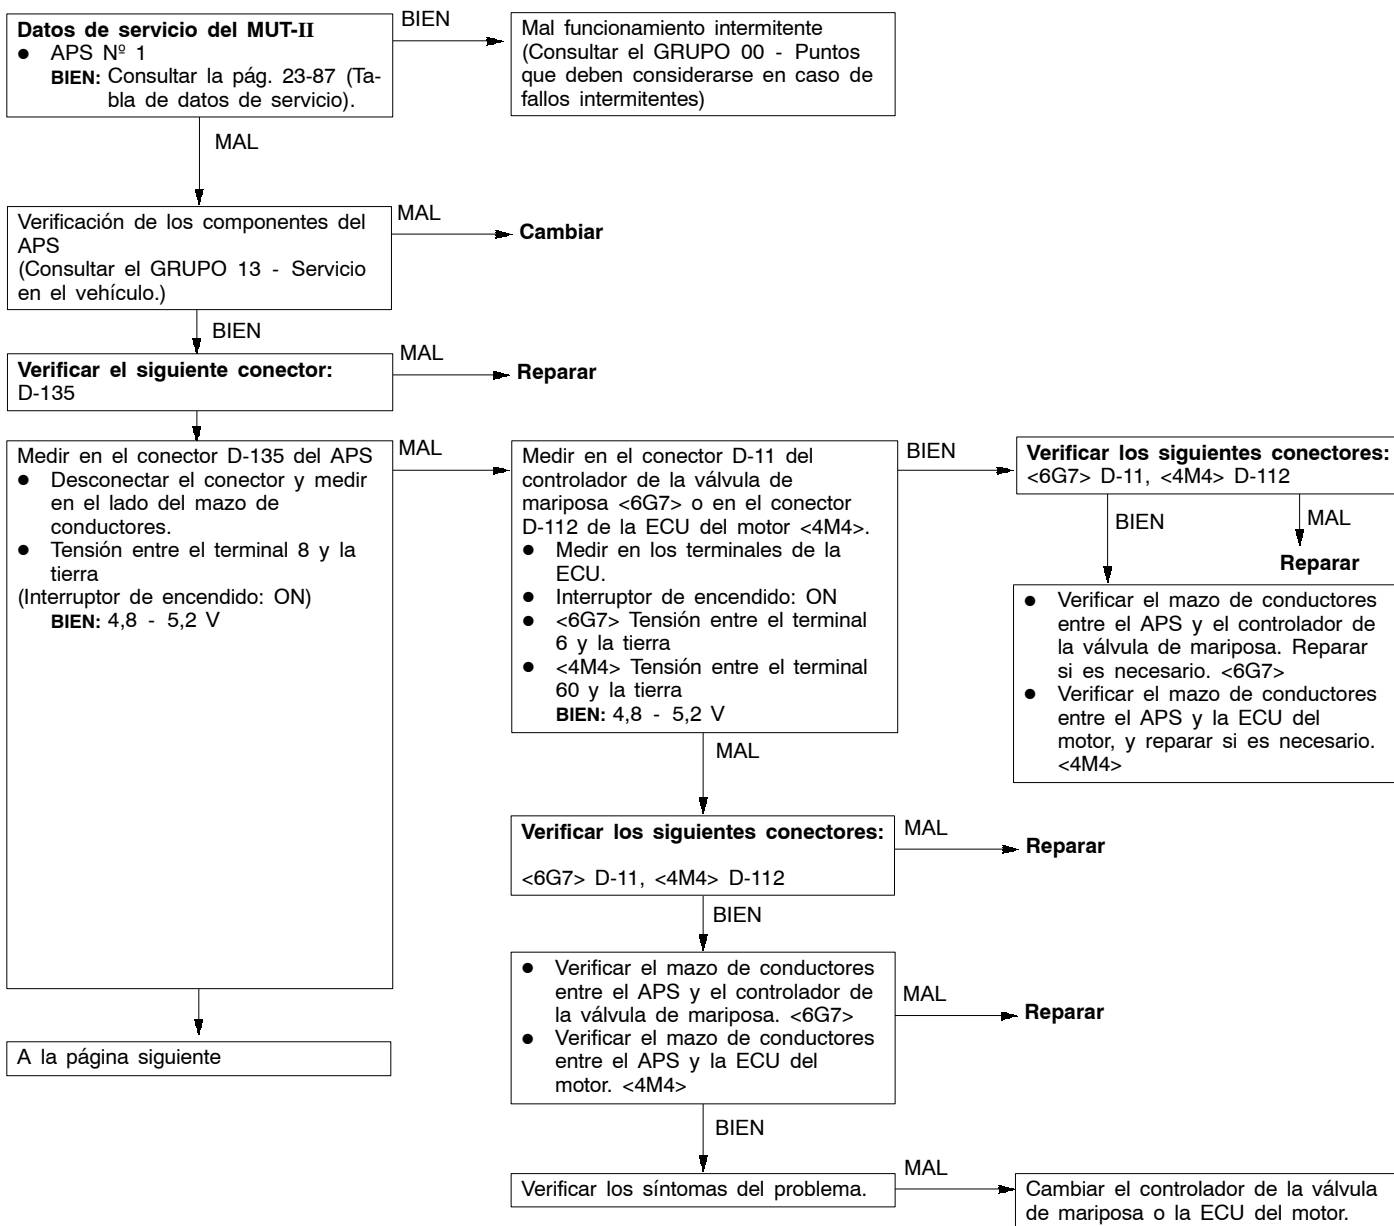 Datos de servicio del MUT-II
● APS Nº 1
BIEN: Consultar la pág. 23-87 (Ta-
bla de datos de servicio).
BIEN
Mal funcionamiento intermitente
(Consultar el GRUPO 00 - Puntos
que deben considerarse en caso de
fallos intermitentes)
MAL
Verificación de los componentes del
APS
(Consultar el GRUPO 13 - Servicio
en el vehículo.)
MAL
Cambiar
BIEN
Verificar el siguiente conector:
D-135
MAL
Reparar
Medir en el conector D-135 del APS
● Desconectar el conector y medir
en el lado del mazo de
conductores.
● Tensión entre el terminal 8 y la
tierra
(Interruptor de encendido: ON)
BIEN: 4,8 - 5,2 V
MAL
Medir en el conector D-11 del
controlador de la válvula de
mariposa <6G7> o en el conector
D-112 de la ECU del motor <4M4>.
● Medir en los terminales de la
ECU.
● Interruptor de encendido: ON
● <6G7> Tensión entre el terminal
6 y la tierra
● <4M4> Tensión entre el terminal
60 y la tierra
BIEN: 4,8 - 5,2 V
BIEN
Verificar los siguientes conectores:
<6G7> D-11, <4M4> D-112
BIEN
MAL
Reparar
● Verificar el mazo de conductores
entre el APS y el controlador de
la válvula de mariposa. Reparar
si es necesario. <6G7>
● Verificar el mazo de conductores
entre el APS y la ECU del
motor, y reparar si es necesario.
<4M4>
MAL
Verificar los siguientes conectores:
<6G7> D-11, <4M4> D-112
MAL
Reparar
BIEN
● Verificar el mazo de conductores
entre el APS y el controlador de
la válvula de mariposa. <6G7>
● Verificar el mazo de conductores
entre el APS y la ECU del
motor. <4M4>
MAL
Reparar
A la página siguiente
BIEN
Verificar los síntomas del problema.
MAL
Cambiar el controlador de la válvula
de mariposa o la ECU del motor.